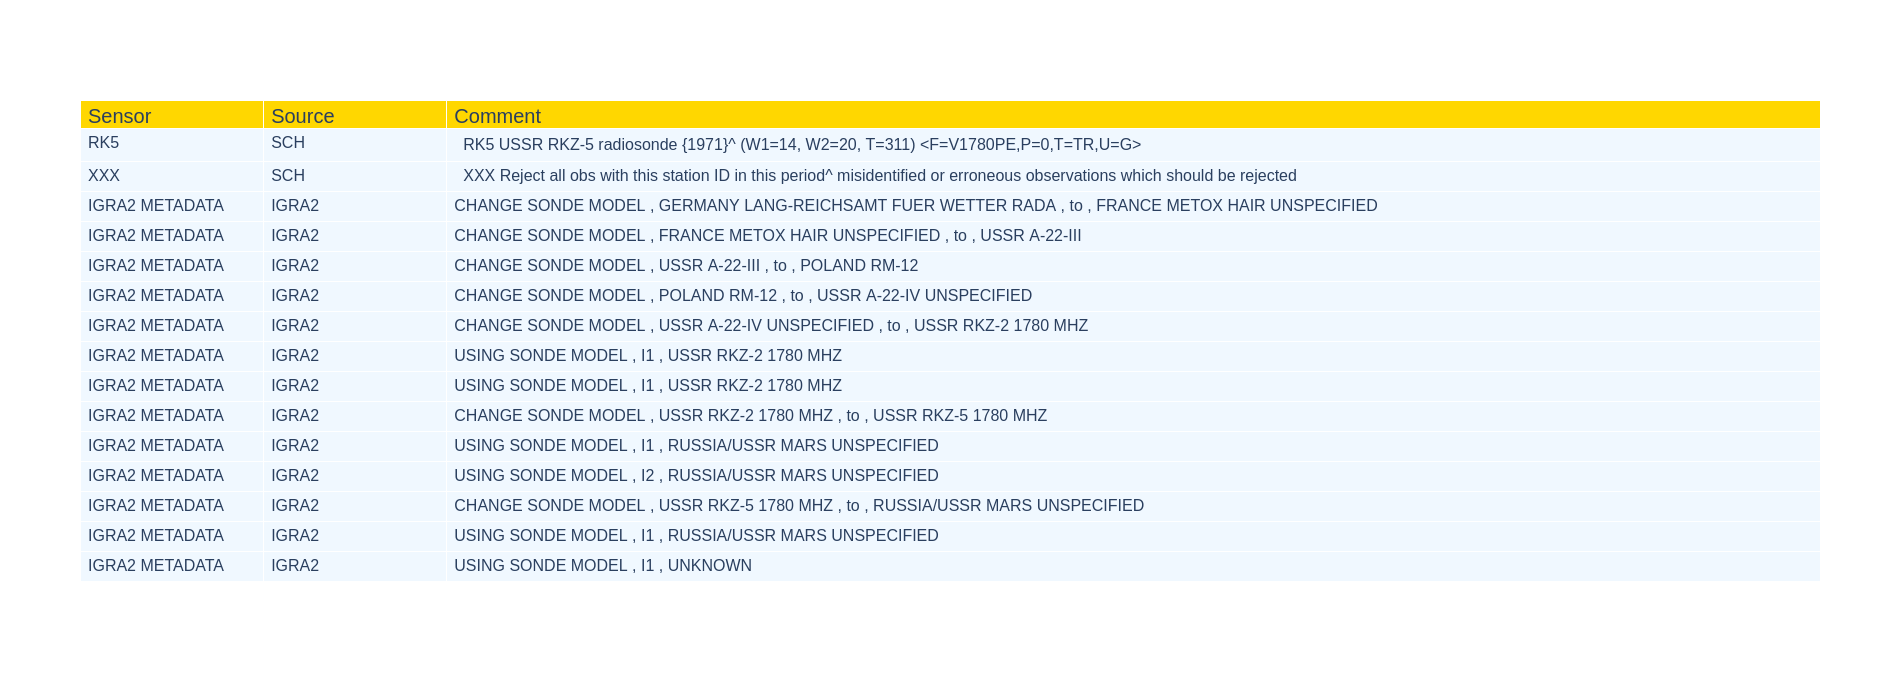 Sensor Source Comment
RK5 SCH RK5 USSR RKZ-5 radiosonde {1971}^ (W1=14, W2=20, T=311) <F=V1780PE,P=0,T=TR,U=G>
XXX SCH XXX Reject all obs with this station ID in this period^ misidentified or erroneous observations which should be rejected
IGRA2 METADATA IGRA2 CHANGE SONDE MODEL , GERMANY LANG-REICHSAMT FUER WETTER RADA , to , FRANCE METOX HAIR UNSPECIFIED
IGRA2 METADATA IGRA2 CHANGE SONDE MODEL , FRANCE METOX HAIR UNSPECIFIED , to , USSR A-22-III
IGRA2 METADATA IGRA2 CHANGE SONDE MODEL , USSR A-22-III , to , POLAND RM-12
IGRA2 METADATA IGRA2 CHANGE SONDE MODEL , POLAND RM-12 , to , USSR A-22-IV UNSPECIFIED
IGRA2 METADATA IGRA2 CHANGE SONDE MODEL , USSR A-22-IV UNSPECIFIED , to , USSR RKZ-2 1780 MHZ
IGRA2 METADATA IGRA2 USING SONDE MODEL , I1 , USSR RKZ-2 1780 MHZ
IGRA2 METADATA IGRA2 USING SONDE MODEL , I1 , USSR RKZ-2 1780 MHZ
IGRA2 METADATA IGRA2 CHANGE SONDE MODEL , USSR RKZ-2 1780 MHZ , to , USSR RKZ-5 1780 MHZ
IGRA2 METADATA IGRA2 USING SONDE MODEL , I1 , RUSSIA/USSR MARS UNSPECIFIED
IGRA2 METADATA IGRA2 USING SONDE MODEL , I2 , RUSSIA/USSR MARS UNSPECIFIED
IGRA2 METADATA IGRA2 CHANGE SONDE MODEL , USSR RKZ-5 1780 MHZ , to , RUSSIA/USSR MARS UNSPECIFIED
IGRA2 METADATA IGRA2 USING SONDE MODEL , I1 , RUSSIA/USSR MARS UNSPECIFIED
IGRA2 METADATA IGRA2 USING SONDE MODEL , I1 , UNKNOWN